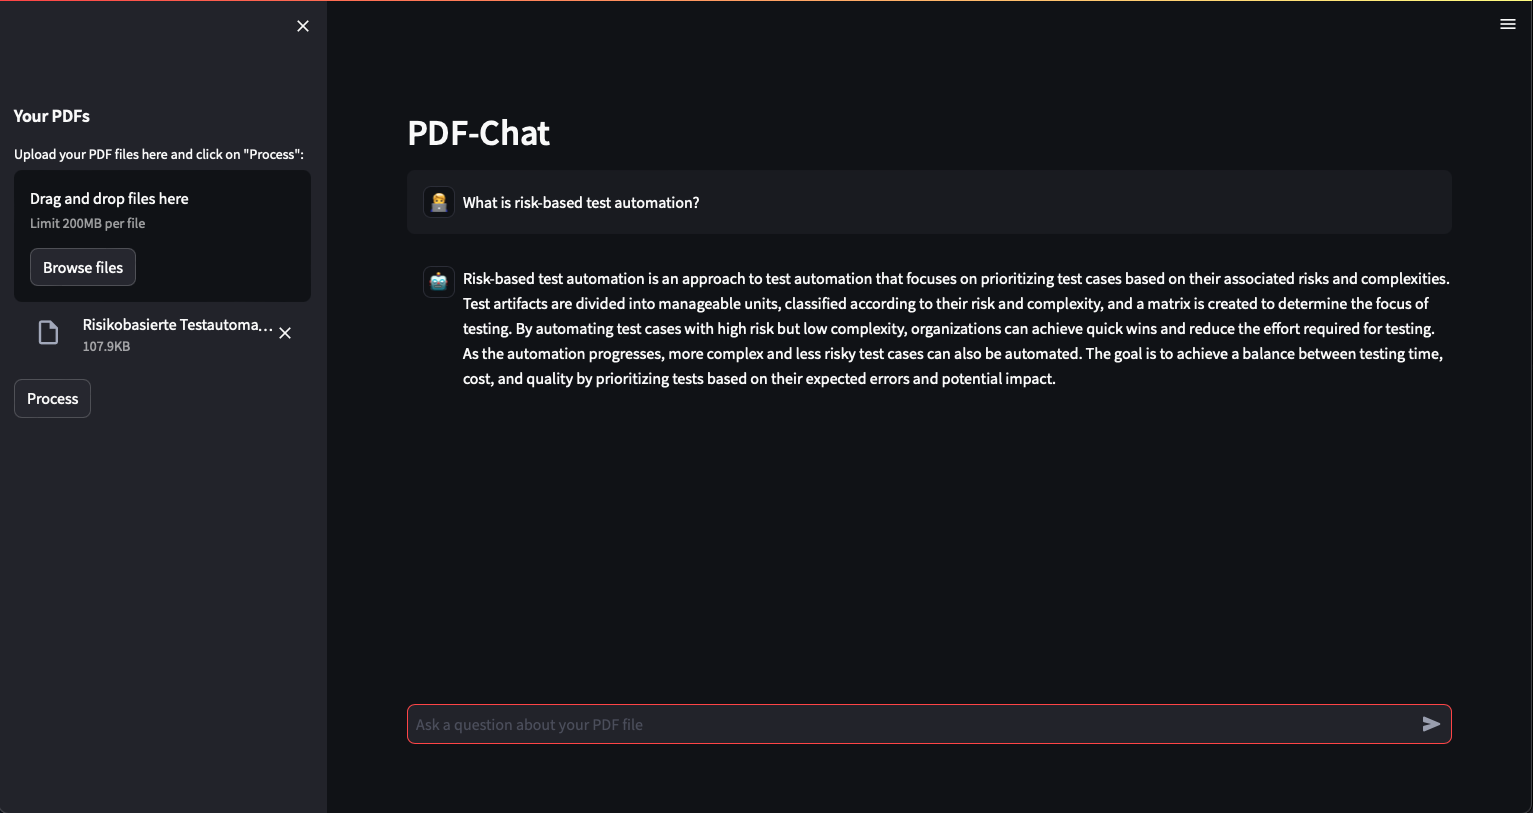 Your PDFs
Upload your PDF files here and click on "Process":
Drag and drop files here
Limit 200MB per file
Browse files
Risikobasierte Testautoma...
107.9KB
Process
PDF-Chat
What is risk-based test automation?
Risk-based test automation is an approach to test automation that focuses on prioritizing test cases based on their associated risks and complexities.
Test artifacts are divided into manageable units, classified according to their risk and complexity, and a matrix is created to determine the focus of
testing. By automating test cases with high risk but low complexity, organizations can achieve quick wins and reduce the effort required for testing.
As the automation progresses, more complex and less risky test cases can also be automated. The goal is to achieve a balance between testing time,
cost, and quality by prioritizing tests based on their expected errors and potential impact.
Ask a question about your PDF file